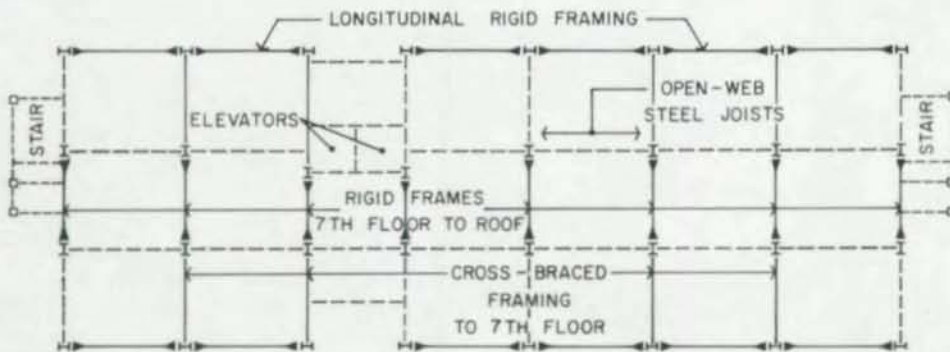 LONGITUDINAL RIGID FRAMING
STAIR
ELEVATORS
OPEN-WEB
STEEL JOISTS
STAIR
RIGID FRAMES
7TH FLOOR TO ROOF
CROSS-BRACED
FRAMING
TO 7TH FLOOR